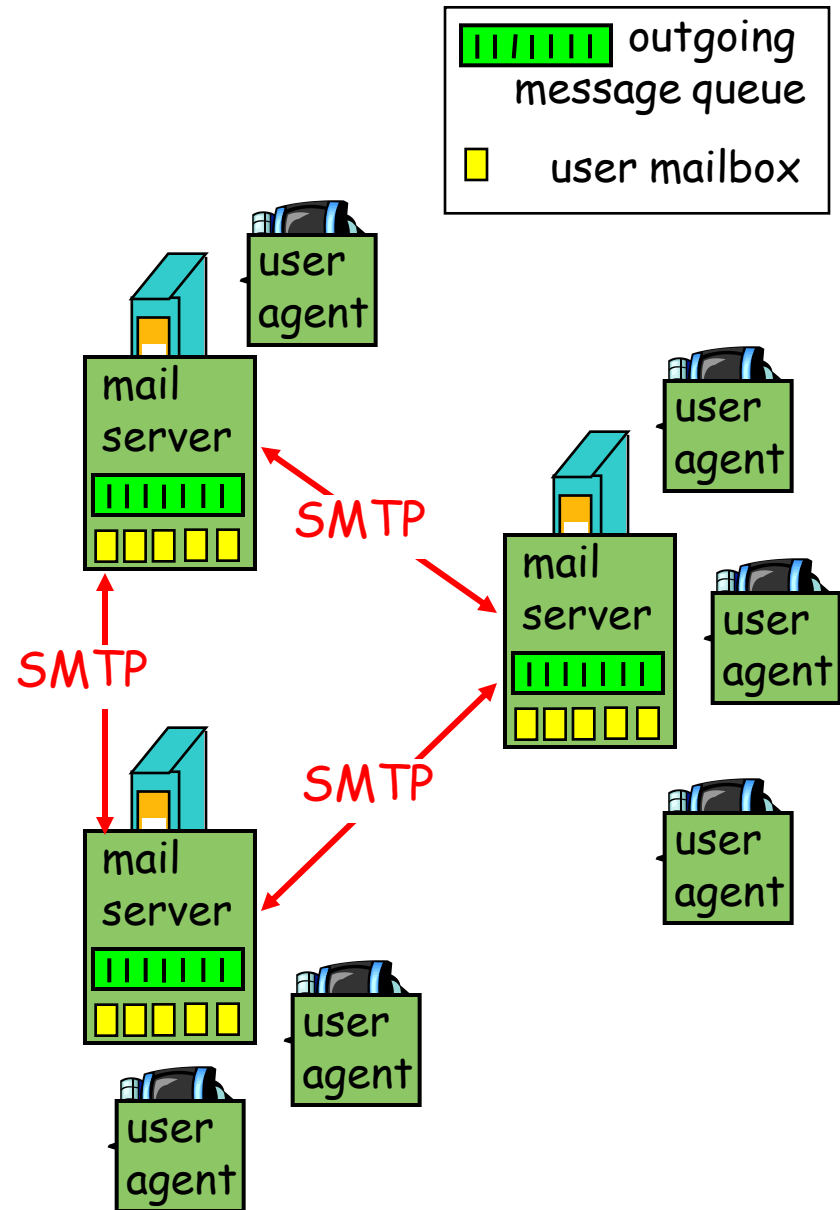 outgoing
message queue
user mailbox
user
agent
mail
server
user
agent
SMTP
mail
server
user
agent
SMTP
SMTP
user
agent
mail
server
user
agent
user
agent